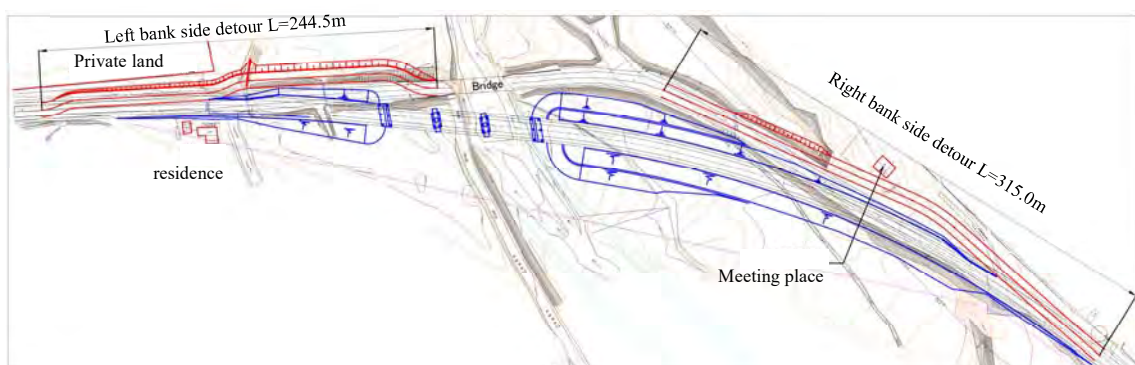 Left bank side detour L=244.5m
Private land
Bridge
Right bank side detour L=315.0m
residence
Meeting place